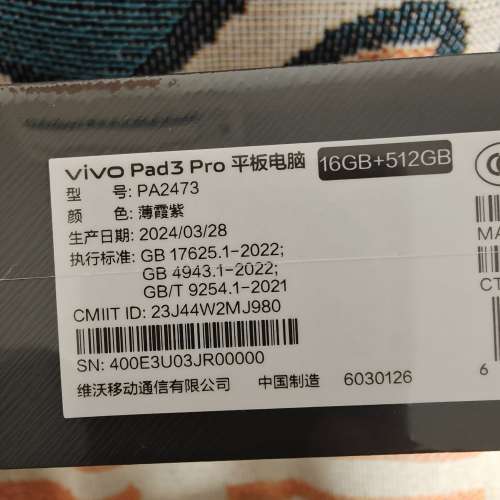 vivo Pad3 Pro 平板电脑 16GB+512GB
型 号: PA2473
颜 色: 薄霞紫
生产日期: 2024/03/28
执行标准: GB 17625.1-2022;
GB 4943.1-2022;
GB/T 9254.1-2021
CMIIT ID: 23J44W2MJ980
SN: 400E3U03JR00000
维沃移动通信有限公司 中国制造 6030126
MA
CT
6